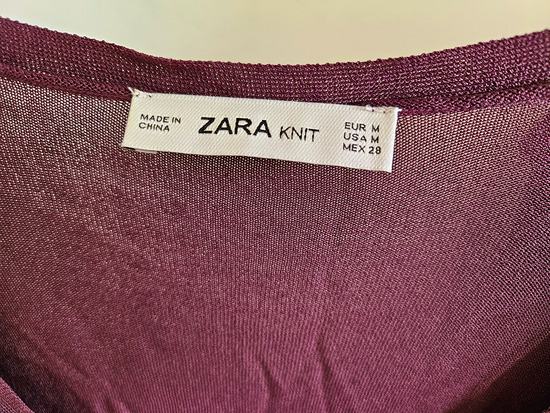 MADE IN
CHINA
ZARA KNIT
EUR M
USA M
MEX 28